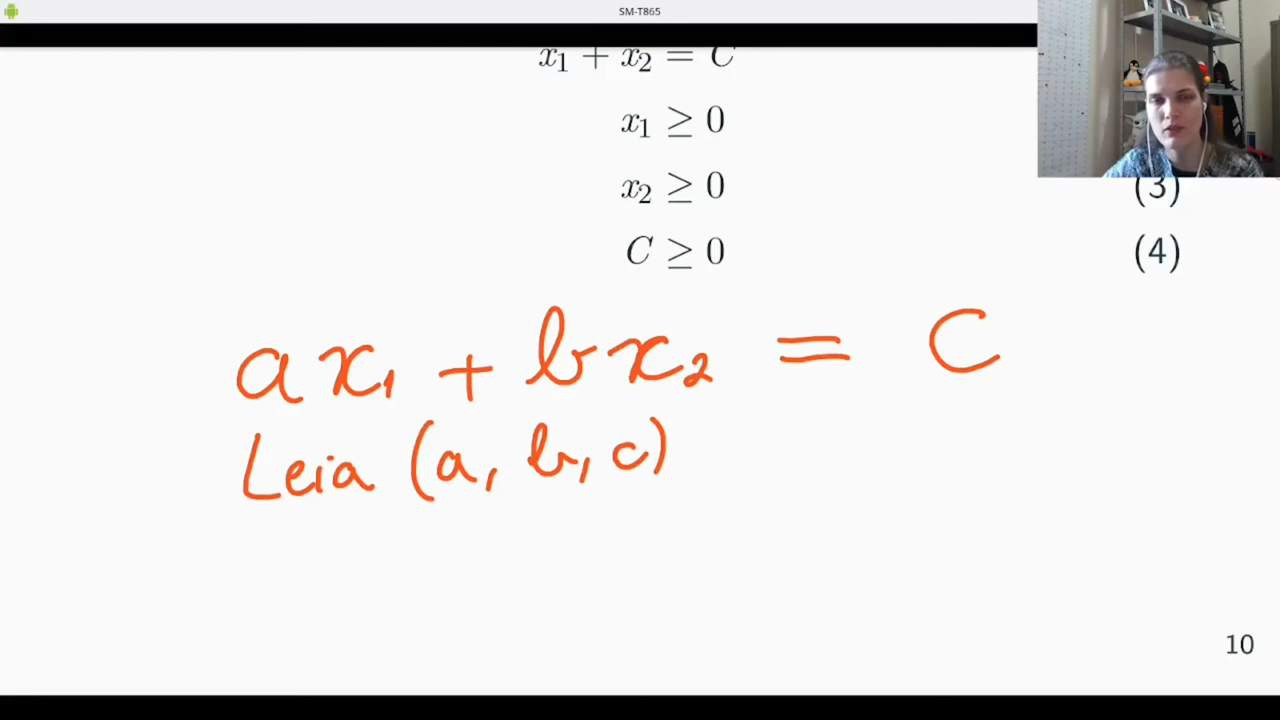 SM-T865
x₁ + x₂ = C
x₁ ≥ 0
x₂ ≥ 0 (3)
C ≥ 0 (4)
ax₁ + bx₂ = C
Leia (a, b, c)
10